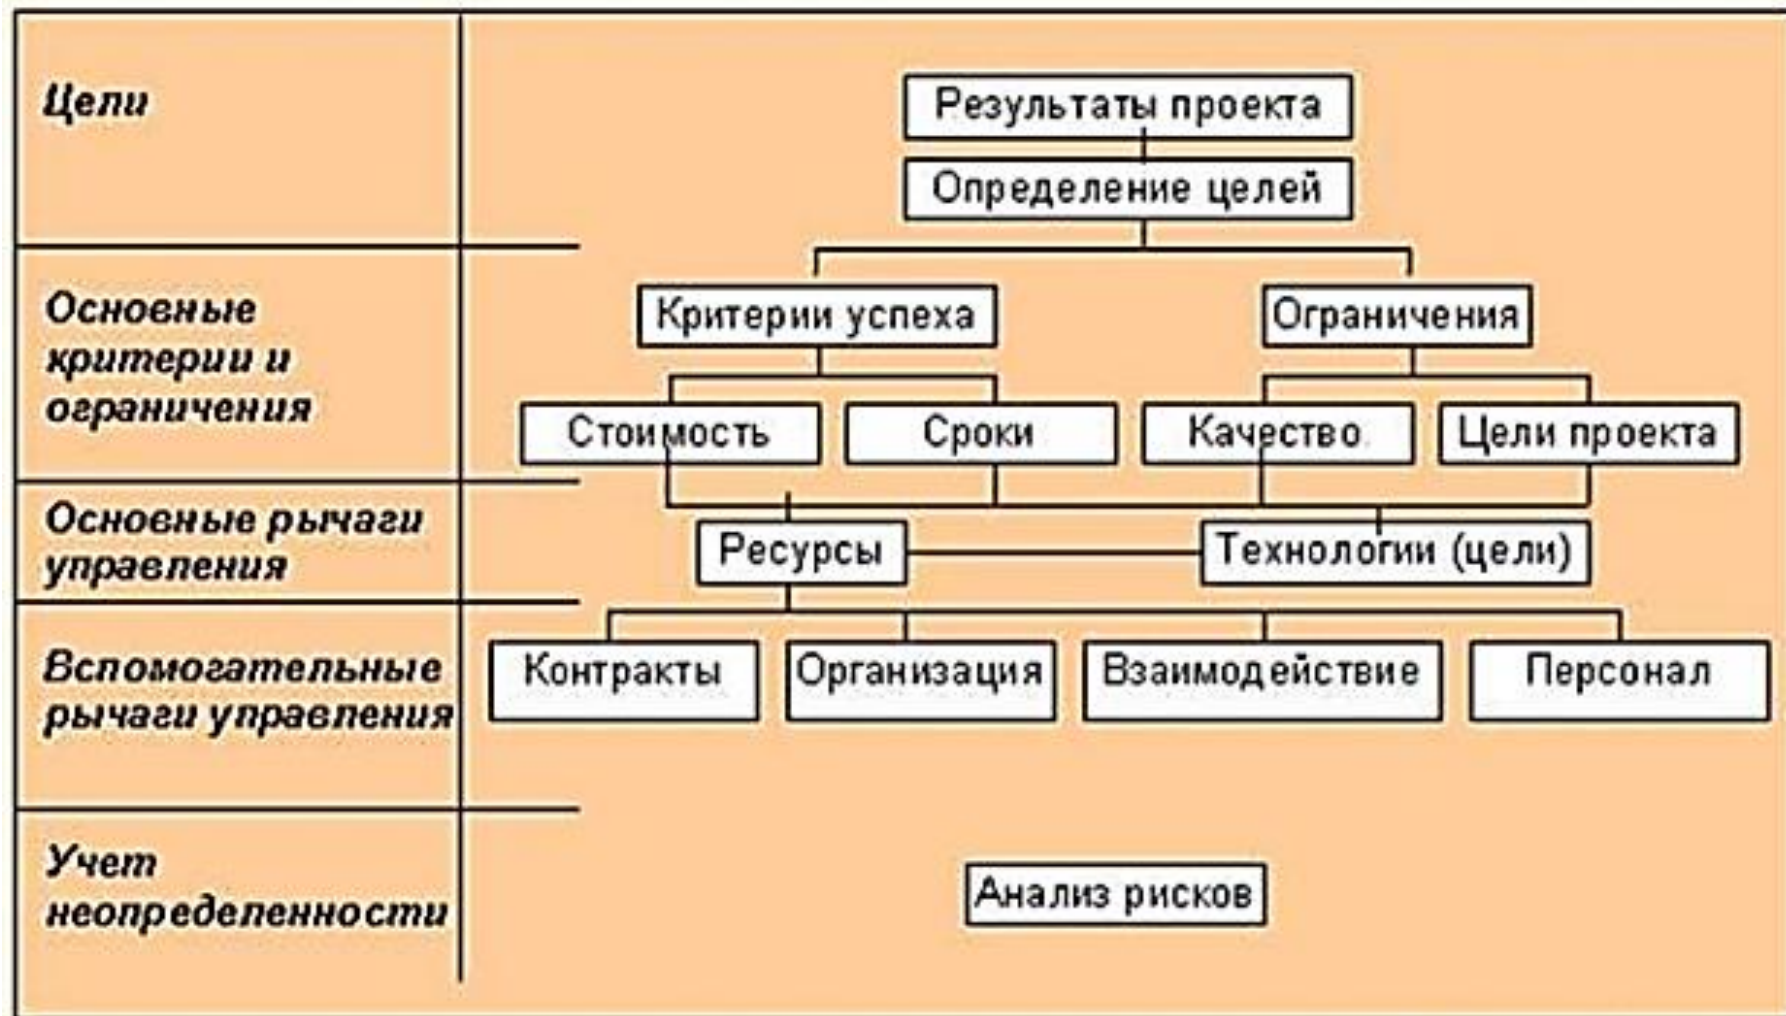 Цели
Результаты проекта
Определение целей
Основные
критерии и
ограничения
Критерии успеха
Ограничения
Стоимость
Сроки
Качество
Цели проекта
Основные рычаги
управления
Ресурсы
Технологии (цели)
Вспомогательные
рычаги управления
Контракты
Организация
Взаимодействие
Персонал
Учет
неопределенности
Анализ рисков